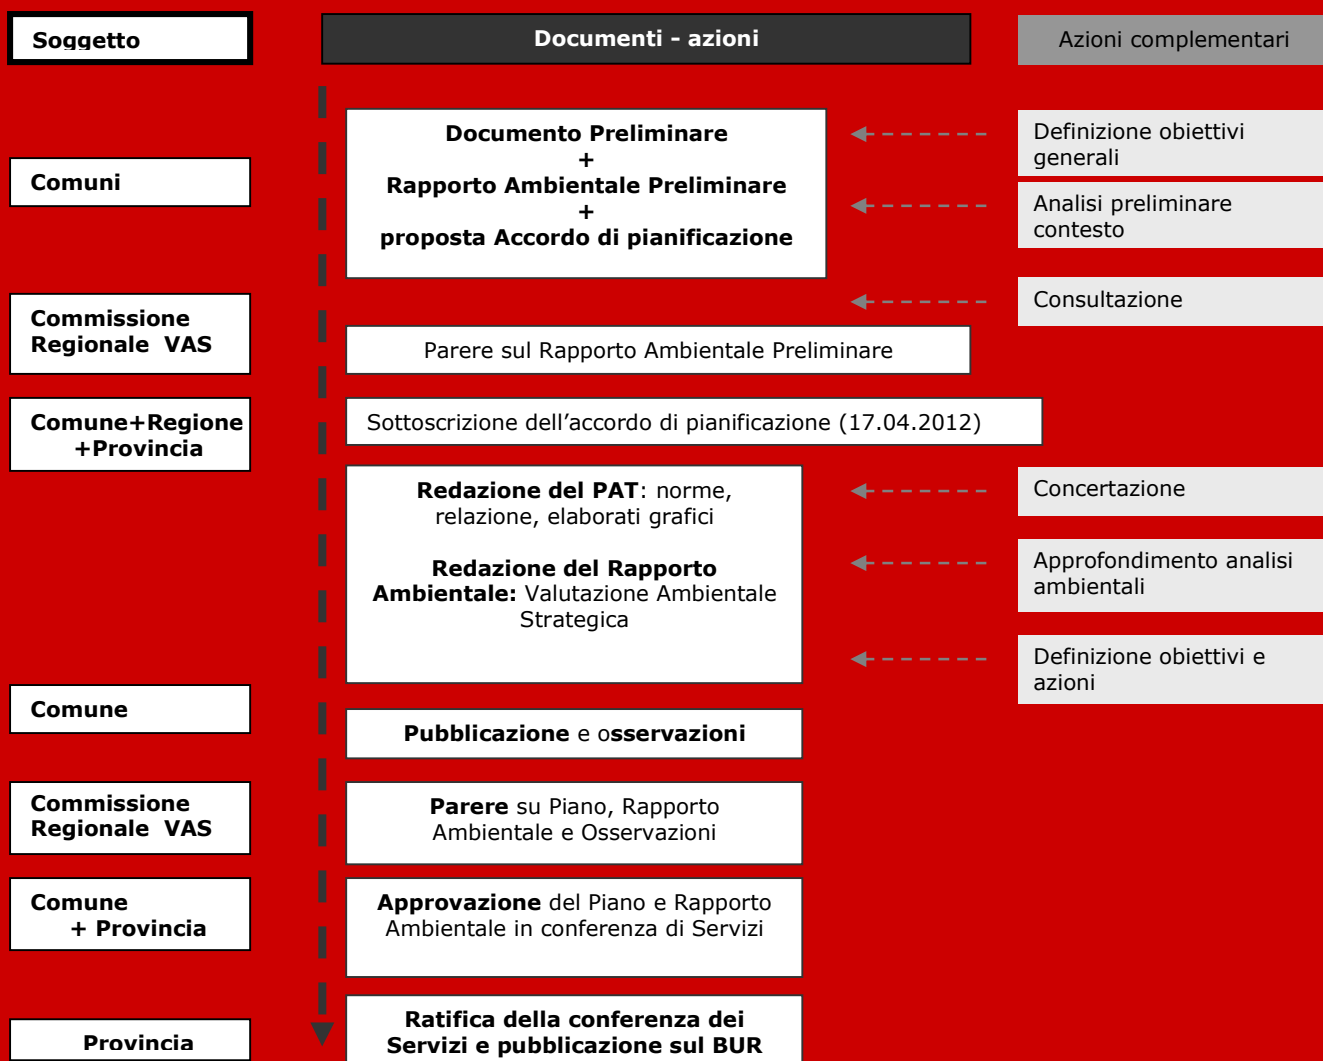 Soggetto
Documenti - azioni
Azioni complementari
Comuni
Documento Preliminare
+
Rapporto Ambientale Preliminare
+
proposta Accordo di pianificazione
Definizione obiettivi
generali
Analisi preliminare
contesto
Consultazione
Commissione
Regionale VAS
Parere sul Rapporto Ambientale Preliminare
Comune+Regione
+Provincia
Sottoscrizione dell’accordo di pianificazione (17.04.2012)
Redazione del PAT: norme,
relazione, elaborati grafici
Redazione del Rapporto
Ambientale: Valutazione Ambientale
Strategica
Concertazione
Approfondimento analisi
ambientali
Definizione obiettivi e
azioni
Comune
Pubblicazione e osservazioni
Commissione
Regionale VAS
Parere su Piano, Rapporto
Ambientale e Osservazioni
Comune
+ Provincia
Approvazione del Piano e Rapporto
Ambientale in conferenza di Servizi
Provincia
Ratifica della conferenza dei
Servizi e pubblicazione sul BUR